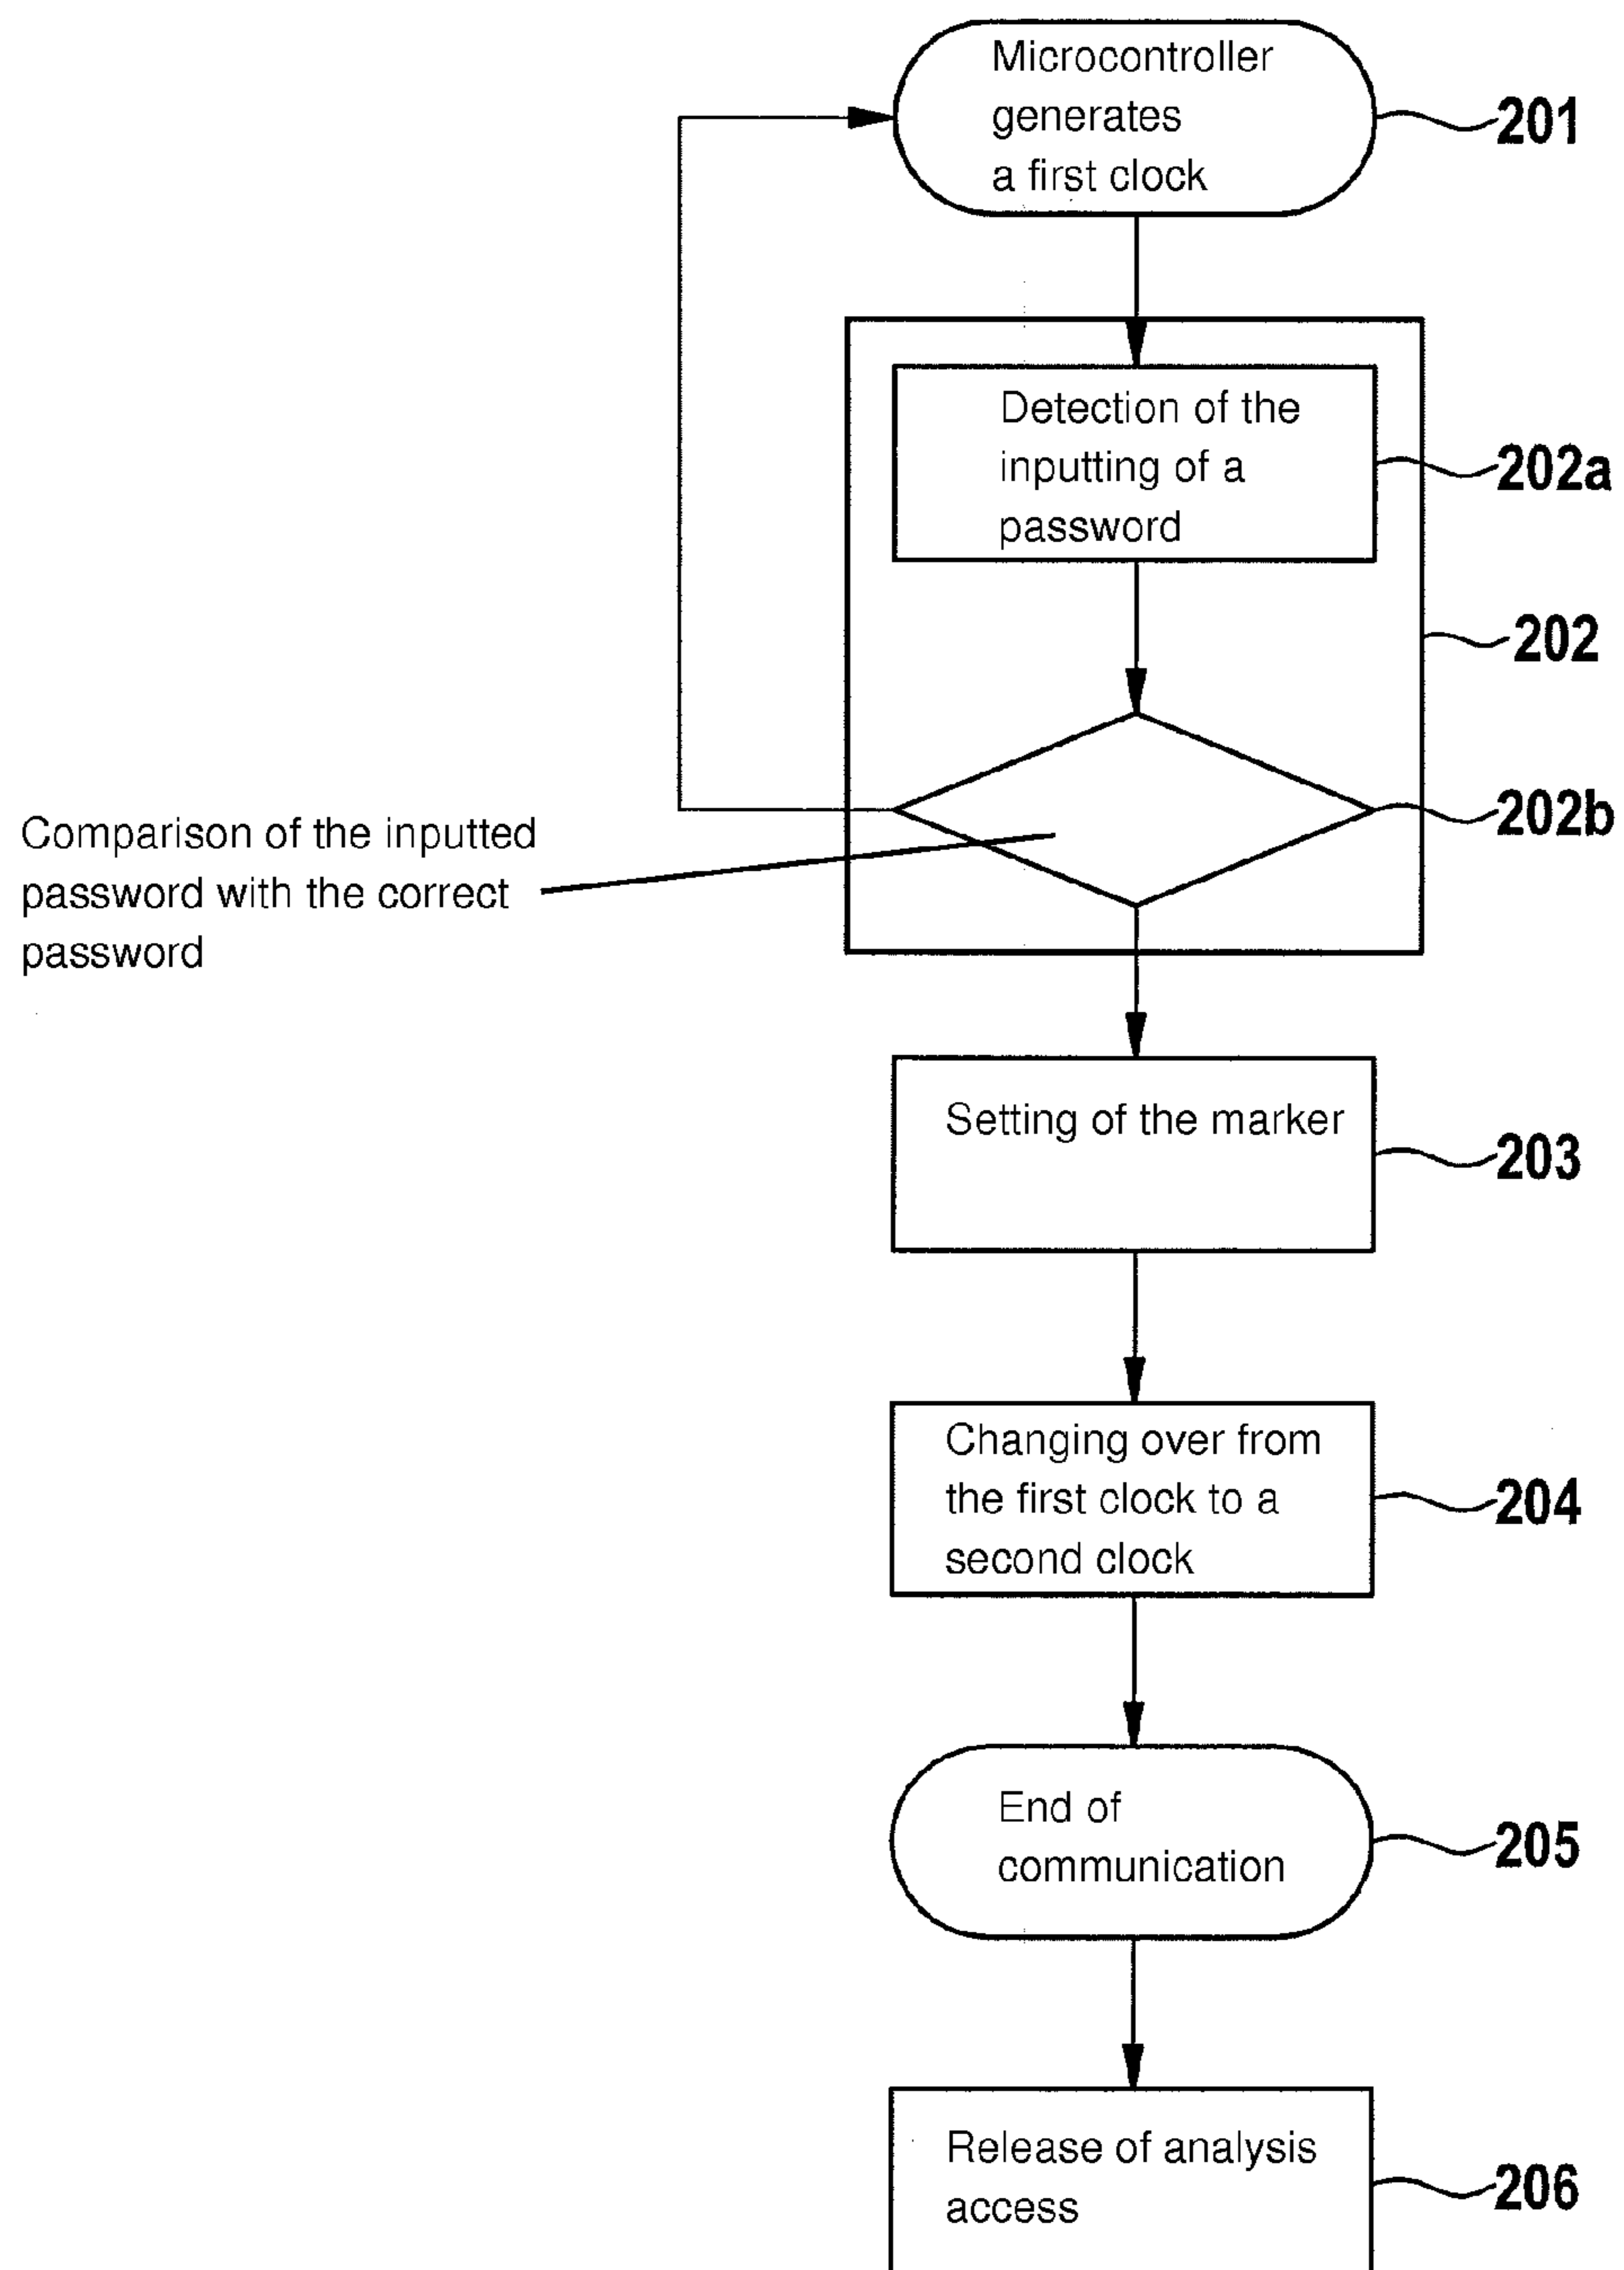 Microcontroller
generates
a first clock
201
Detection of the
inputting of a
password
202a
202
202b
Comparison of the inputted
password with the correct
password
Setting of the marker
203
Changing over from
the first clock to a
second clock
204
End of
communication
205
Release of analysis
access
206